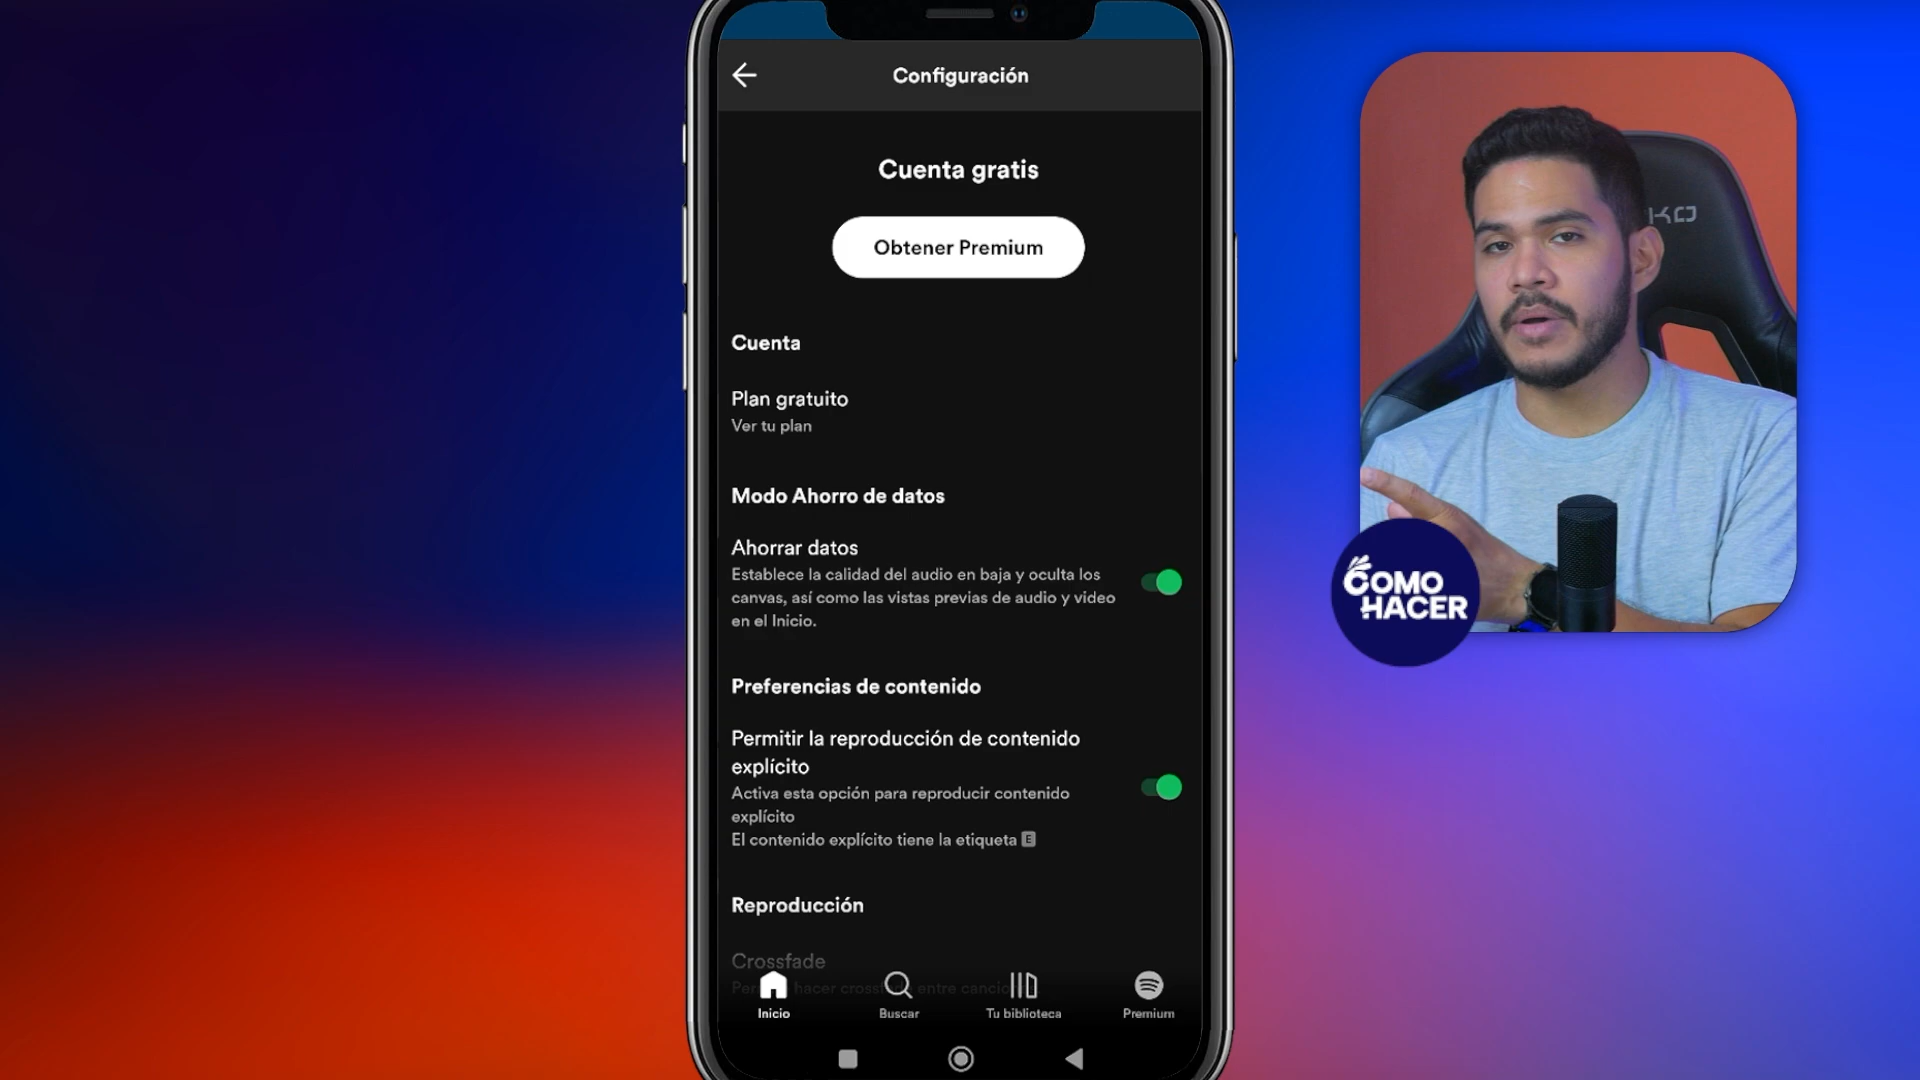 Configuración
Cuenta gratis
Obtener Premium
Cuenta
Plan gratuito
Ver tu plan
Modo Ahorro de datos
Ahorrar datos
Establece la calidad del audio en baja y oculta los
canvas, así como las vistas previas de audio y video
en el Inicio.
Preferencias de contenido
Permitir la reproducción de contenido
explícito
Activa esta opción para reproducir contenido
explícito
El contenido explícito tiene la etiqueta E
Reproducción
Crossfade
hacer entre
Inicio
Buscar
Tu biblioteca
Premium
COMO
HACER